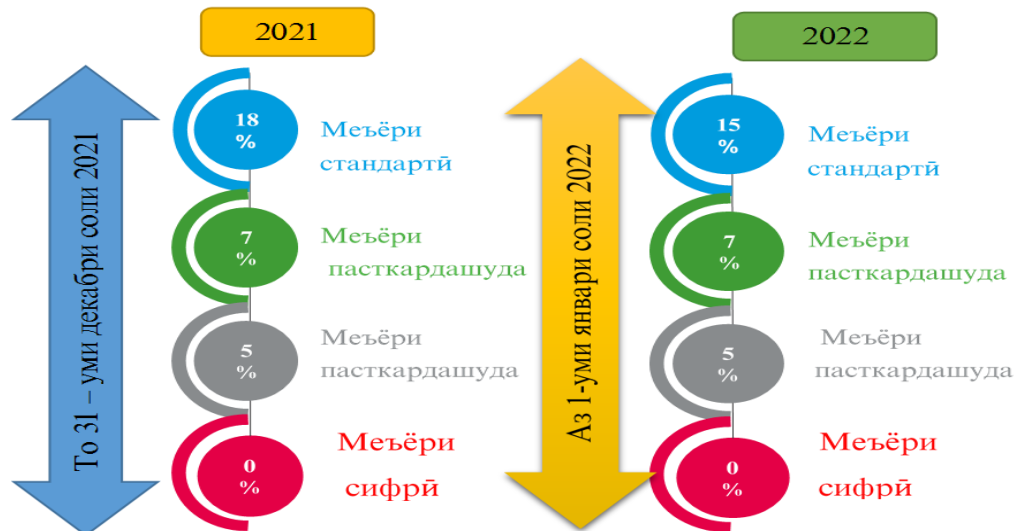 2021
То 31 – уми декабри соли 2021
18
%
Меъёри
стандартӣ
7
%
Меъёри
пасткардашуда
5
%
Меъёри
пасткардашуда
0
%
Меъёри
сифрӣ
2022
Аз 1-уми январи соли 2022
15
%
Меъёри
стандартӣ
7
%
Меъёри
пасткардашуда
5
%
Меъёри
пасткардашуда
0
%
Меъёри
сифрӣ